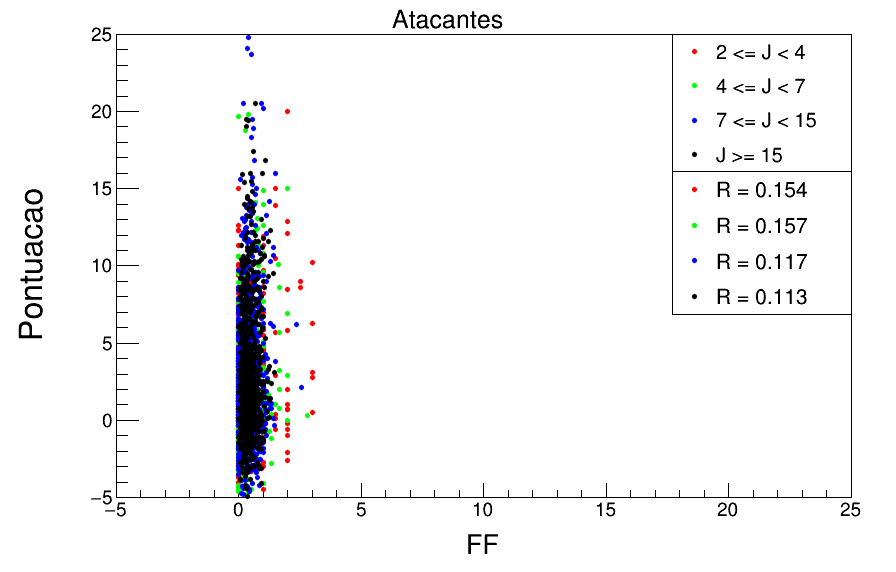 Atacantes
25
20
15
10
5
0
−5
Pontuacao
2 <= J < 4
4 <= J < 7
7 <= J < 15
J >= 15
R = 0.154
R = 0.157
R = 0.117
R = 0.113
−5 0 5 10 15 20 25
FF